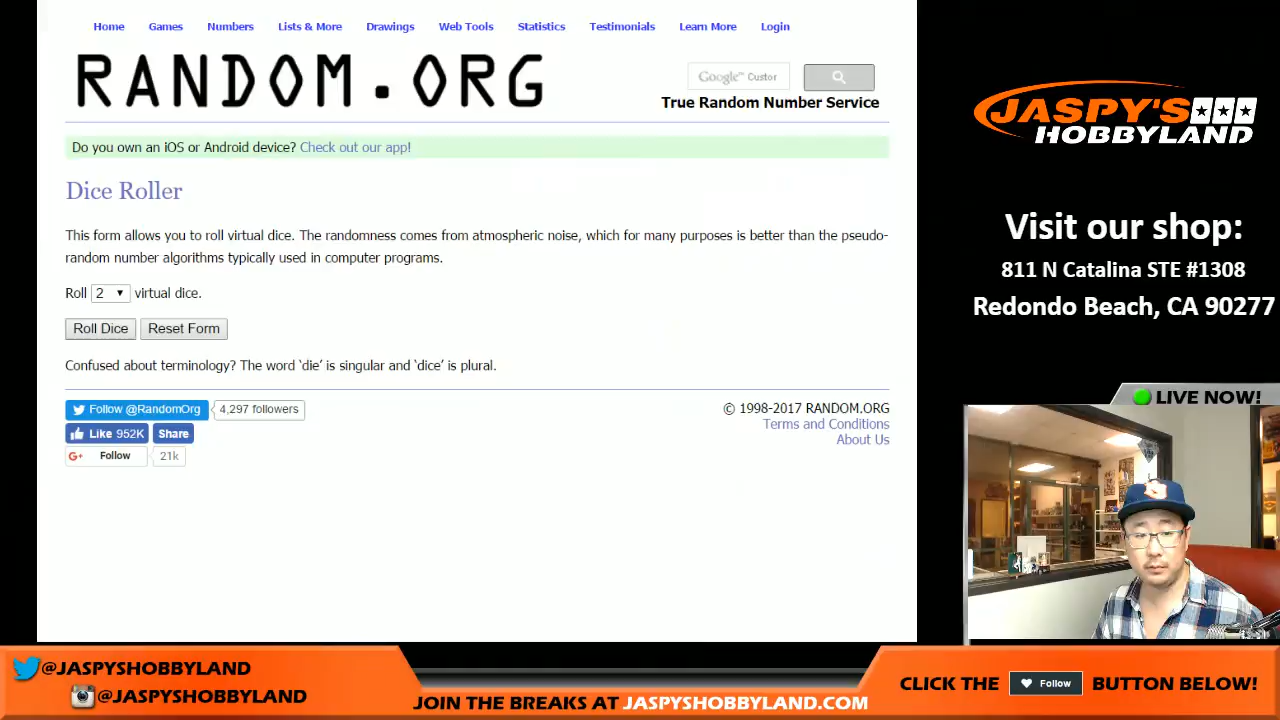 Home Games Numbers Lists & More Drawings Web Tools Statistics Testimonials Learn More Login
RANDOM.ORG
Google™ Custor
True Random Number Service
Do you own an iOS or Android device? Check out our app!
Dice Roller
This form allows you to roll virtual dice. The randomness comes from atmospheric noise, which for many purposes is better than the pseudo-
random number algorithms typically used in computer programs.
Roll 2 virtual dice.
Roll Dice Reset Form
Confused about terminology? The word ‘die’ is singular and ‘dice’ is plural.
Follow @RandomOrg 4,297 followers
Like 952K Share
G+ Follow 21k
© 1998-2017 RANDOM.ORG
Terms and Conditions
About Us
JASPY'S
HOBBYLAND
Visit our shop:
811 N Catalina STE #1308
Redondo Beach, CA 90277
LIVE NOW!
@JASPYSHOBBYLAND
@JASPYSHOBBYLAND
JOIN THE BREAKS AT JASPYSHOBBYLAND.COM
CLICK THE Follow BUTTON BELOW!